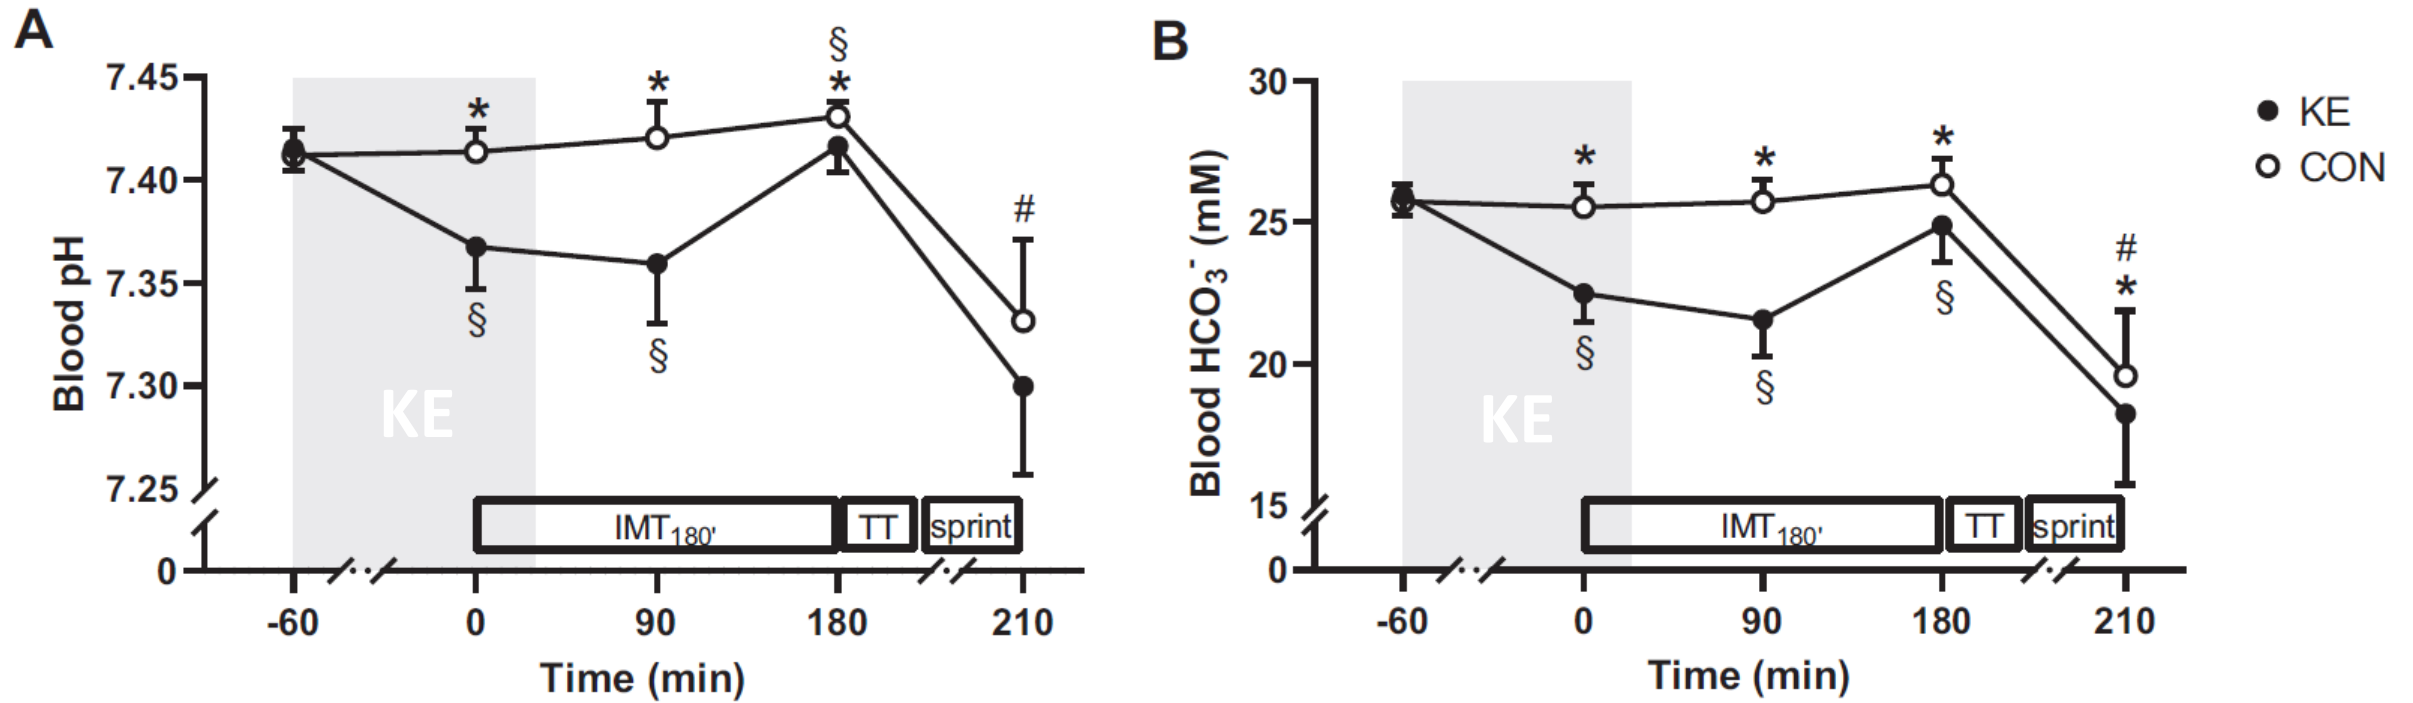 A
B
§
7.45
30
*
*
*
KE
*
*
*
*
CON
7.40
#
25
7.35
§
#
§
§
*
Blood pH
Blood HCO3- (mM)
§
20
§
7.30
KE
KE
7.25
15
IMT180'
TT
sprint
IMT180'
TT
sprint
0
0
-60
0
90
180
210
-60
0
90
180
210
Time (min)
Time (min)